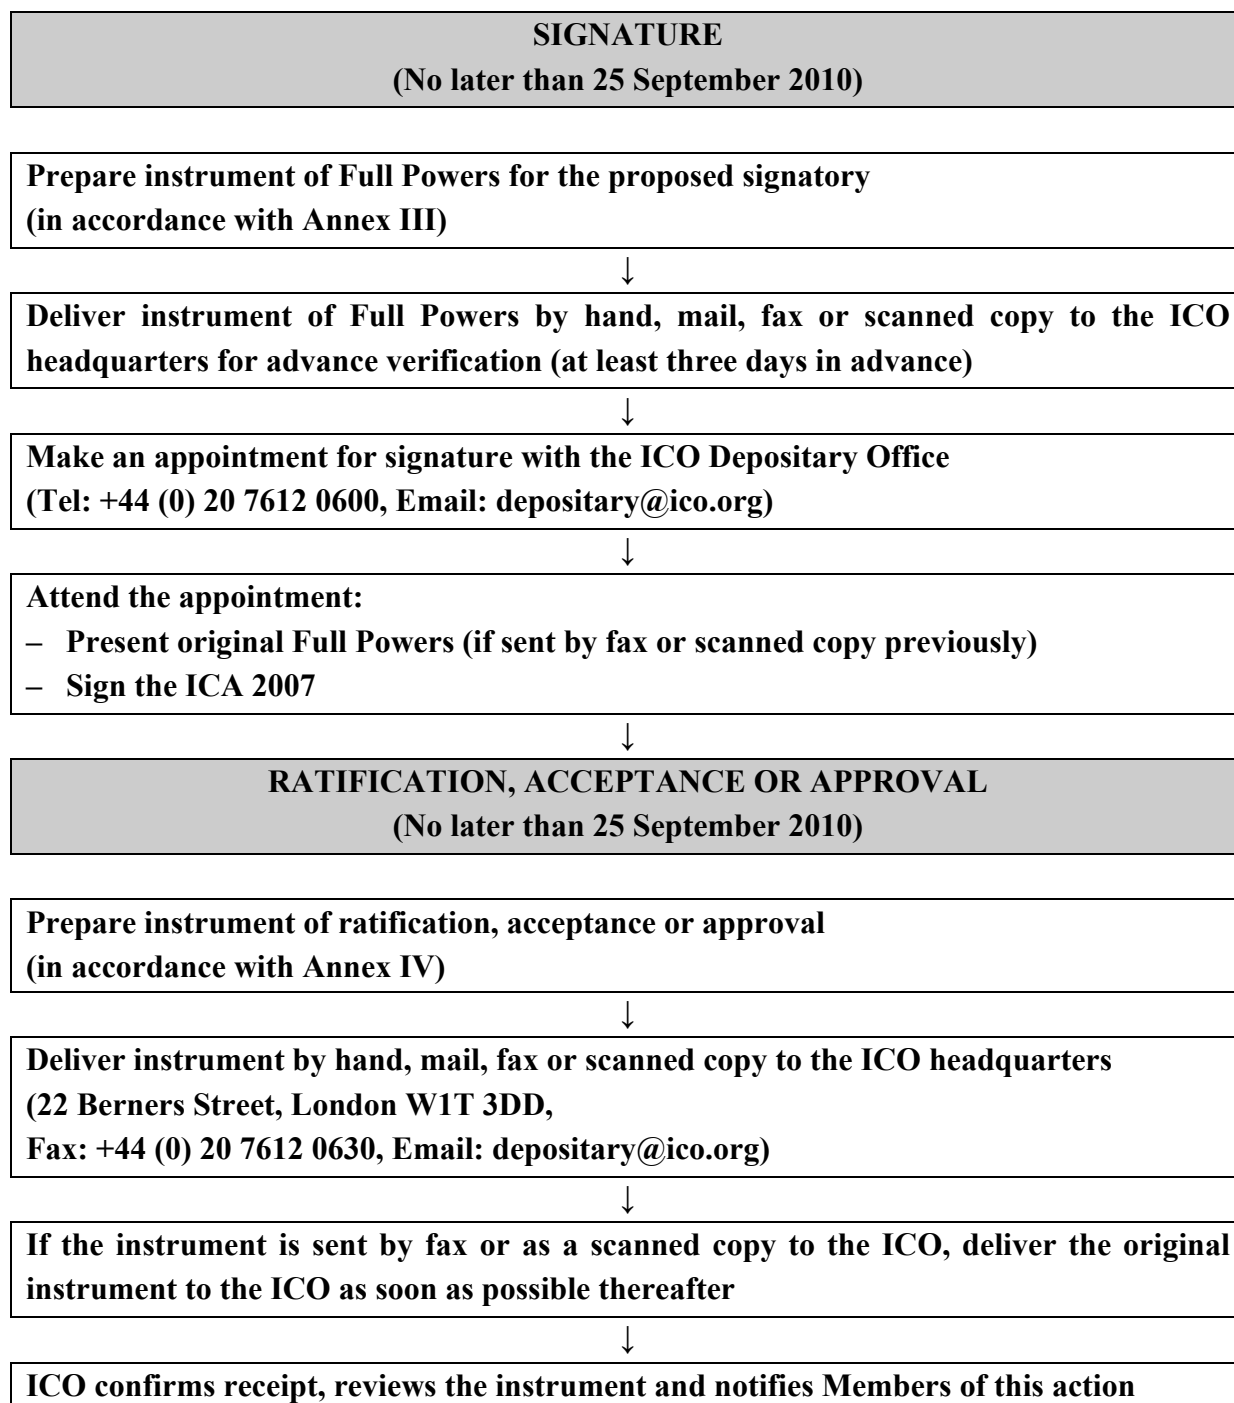 SIGNATURE
(No later than 25 September 2010)
Prepare instrument of Full Powers for the proposed signatory
(in accordance with Annex III)
↓
Deliver instrument of Full Powers by hand, mail, fax or scanned copy to the ICO
headquarters for advance verification (at least three days in advance)
↓
Make an appointment for signature with the ICO Depositary Office
(Tel: +44 (0) 20 7612 0600, Email: depositary@ico.org)
↓
Attend the appointment:
– Present original Full Powers (if sent by fax or scanned copy previously)
– Sign the ICA 2007
↓
RATIFICATION, ACCEPTANCE OR APPROVAL
(No later than 25 September 2010)
Prepare instrument of ratification, acceptance or approval
(in accordance with Annex IV)
↓
Deliver instrument by hand, mail, fax or scanned copy to the ICO headquarters
(22 Berners Street, London W1T 3DD,
Fax: +44 (0) 20 7612 0630, Email: depositary@ico.org)
↓
If the instrument is sent by fax or as a scanned copy to the ICO, deliver the original
instrument to the ICO as soon as possible thereafter
↓
ICO confirms receipt, reviews the instrument and notifies Members of this action